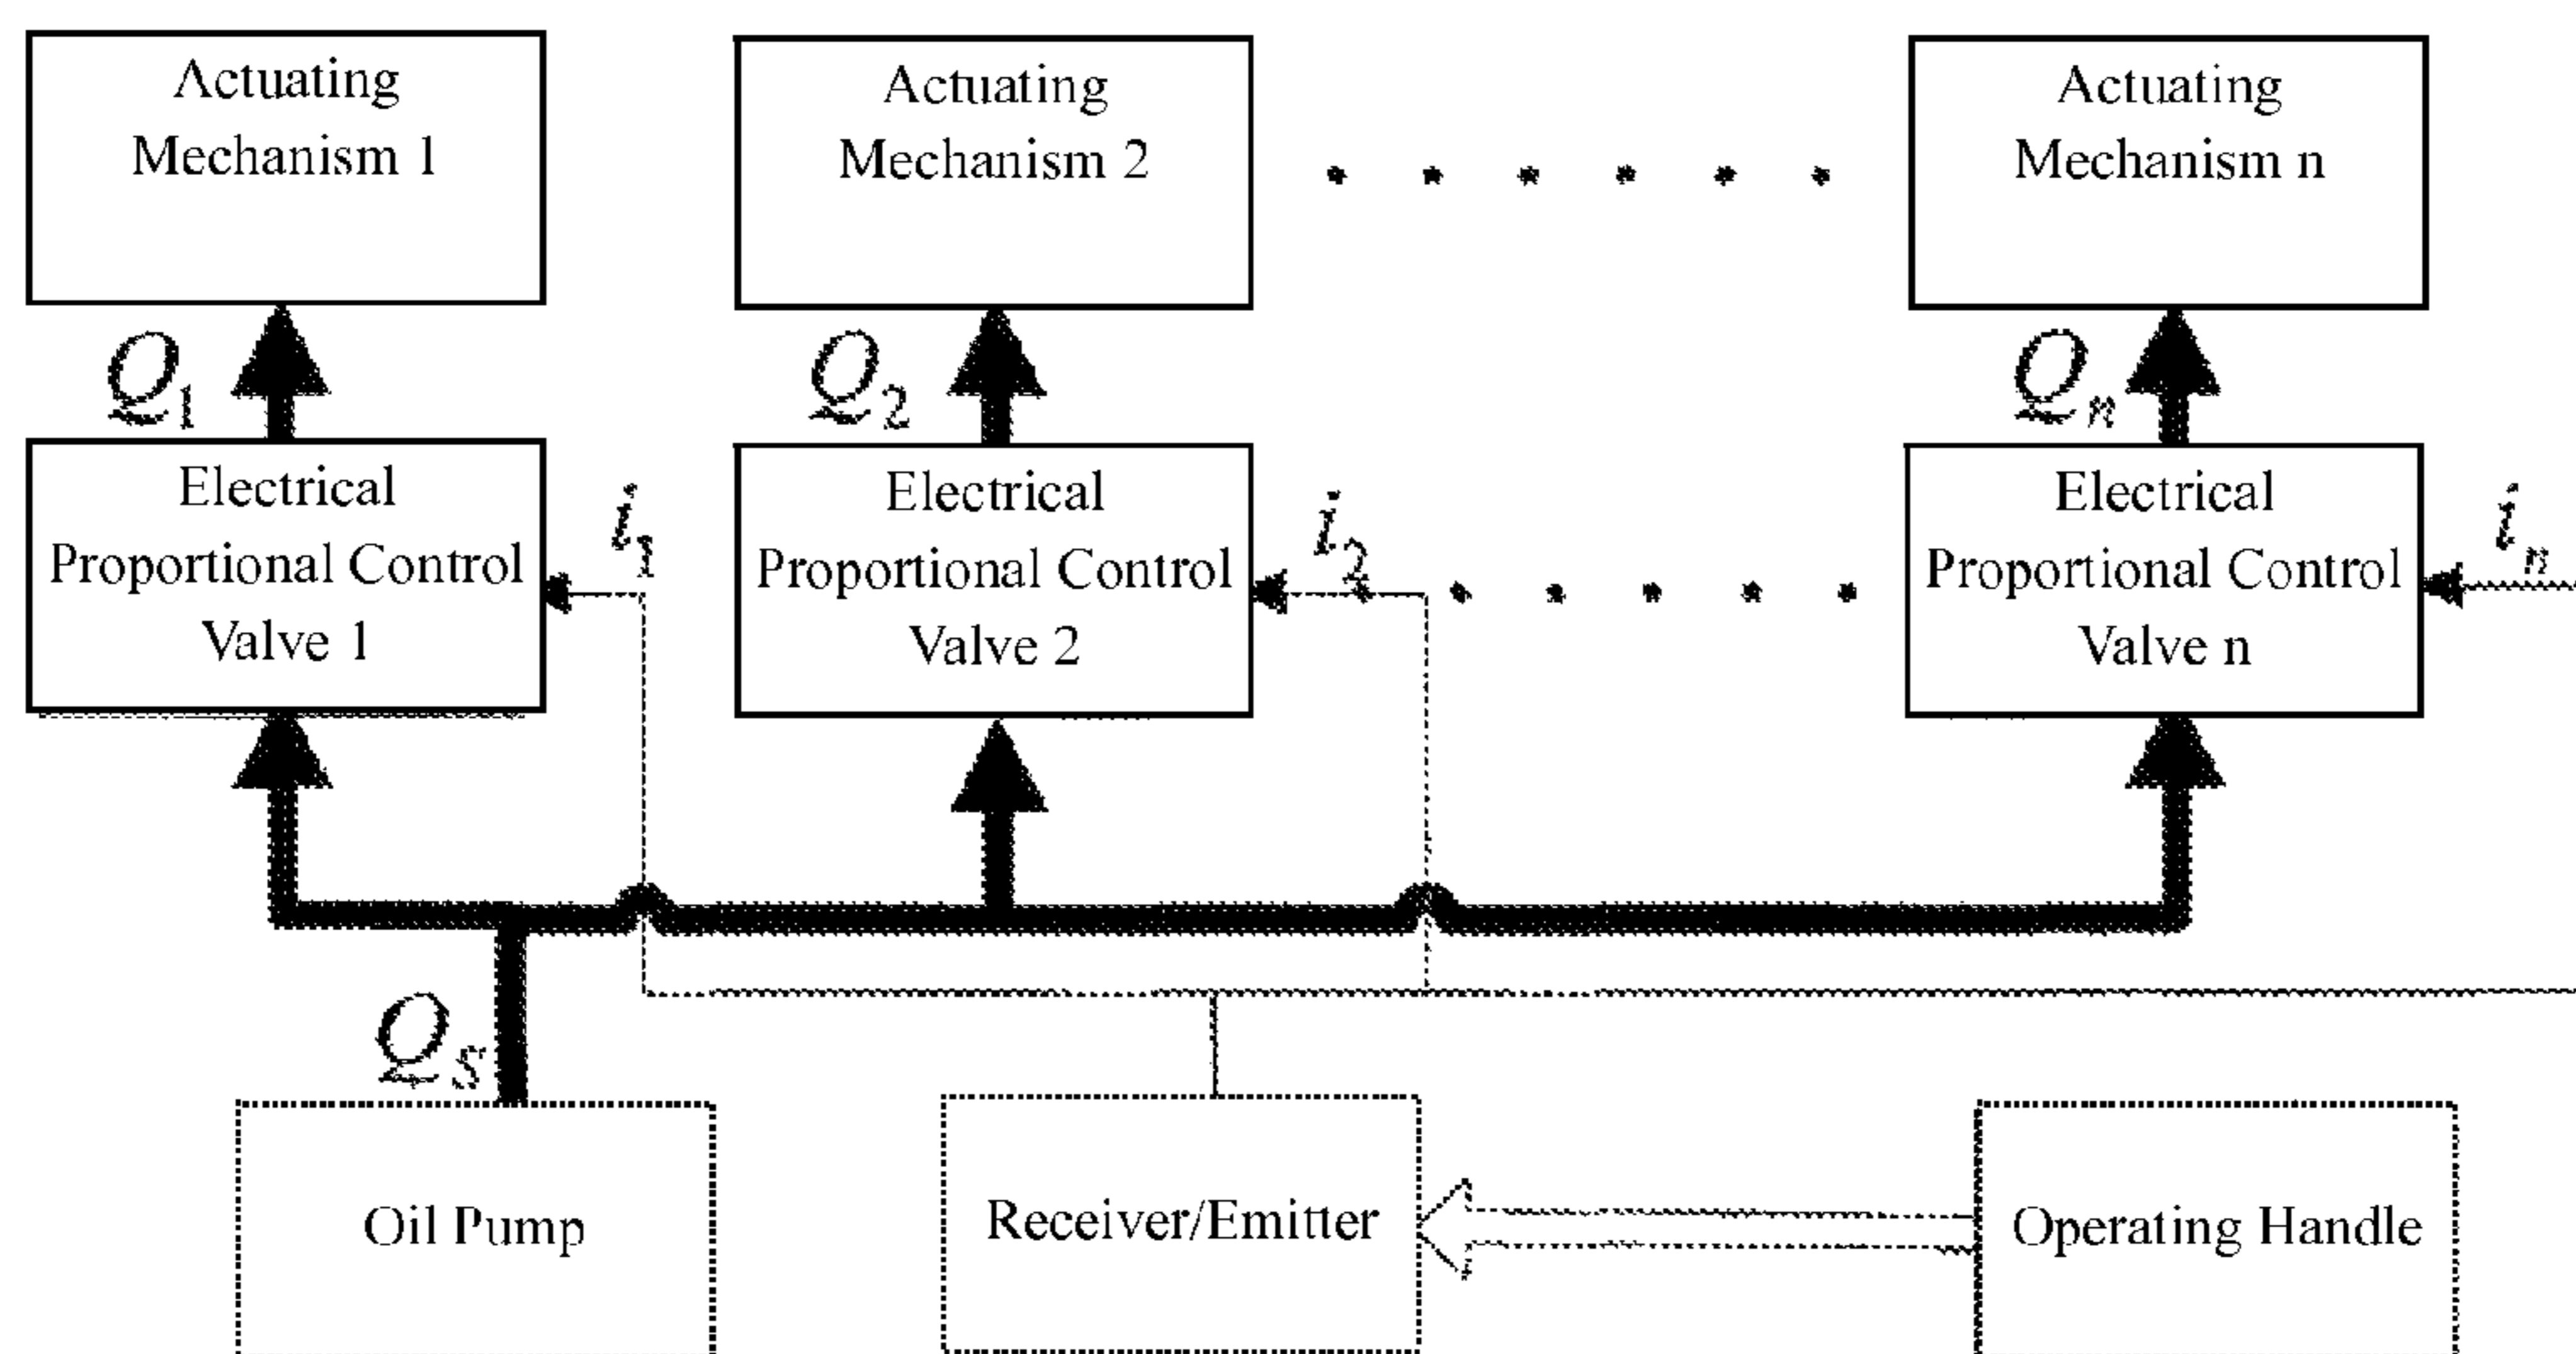 Actuating
Mechanism 1
Actuating
Mechanism 2
Actuating
Mechanism n
Q1
Q2
Qn
Electrical
Proportional Control
Valve 1
i1
Electrical
Proportional Control
Valve 2
i2
Electrical
Proportional Control
Valve n
in
QS
Oil Pump
Receiver/Emitter
Operating Handle